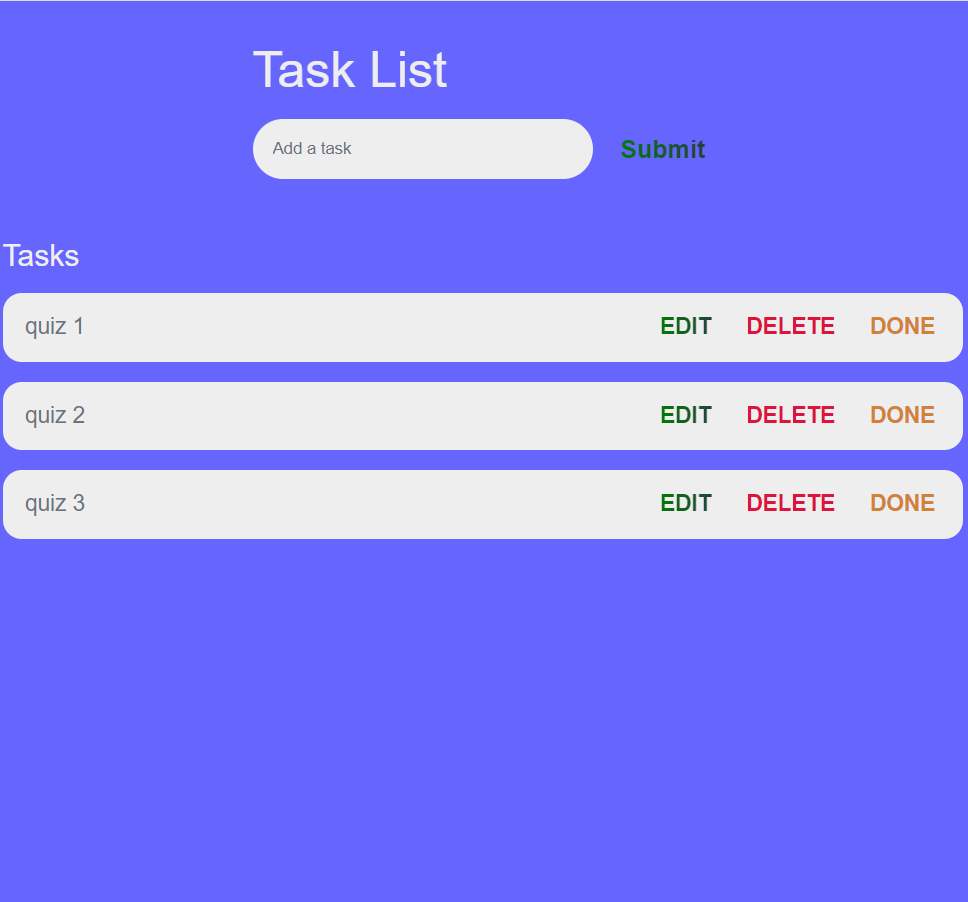 Task List
Add a task Submit
Tasks
quiz 1 EDIT DELETE DONE
quiz 2 EDIT DELETE DONE
quiz 3 EDIT DELETE DONE